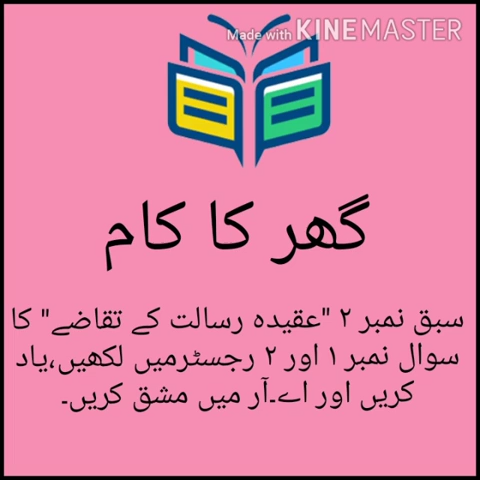 Made with KINEMASTER
گھر کا کام
سبق نمبر ۲ "عقیدہ رسالت کے تقاضے" کا
سوال نمبر ۱ اور ۲ رجسٹرمیں لکھیں،یاد
کریں اور اے۔آر میں مشق کریں۔